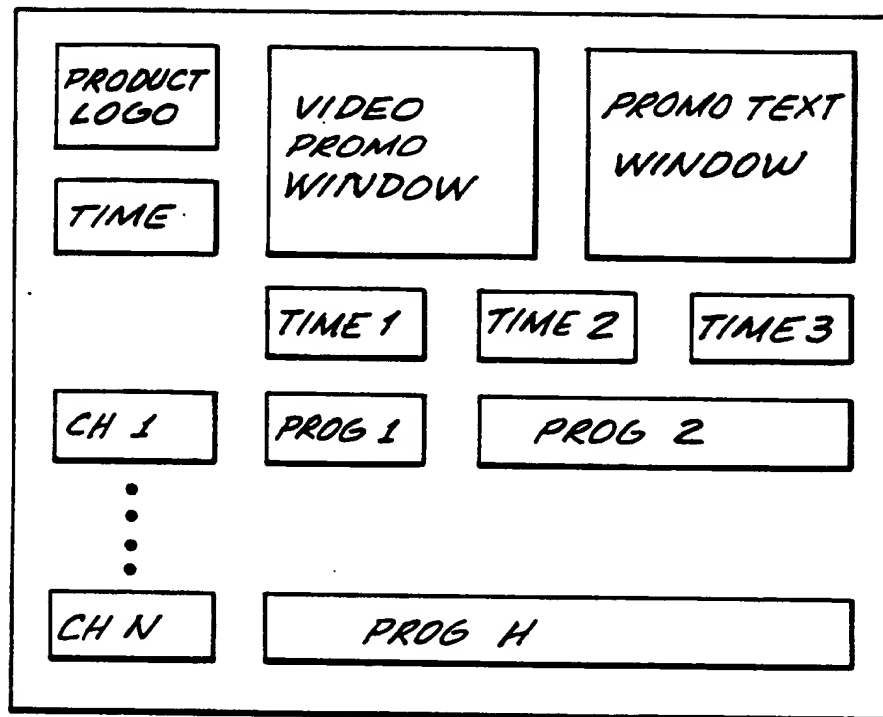 PRODUCT
LOGO
VIDEO
PROMO
WINDOW
PROMO TEXT
WINDOW
TIME
TIME 1
TIME 2
TIME 3
CH 1
PROG 1
PROG 2
CH N
PROG H